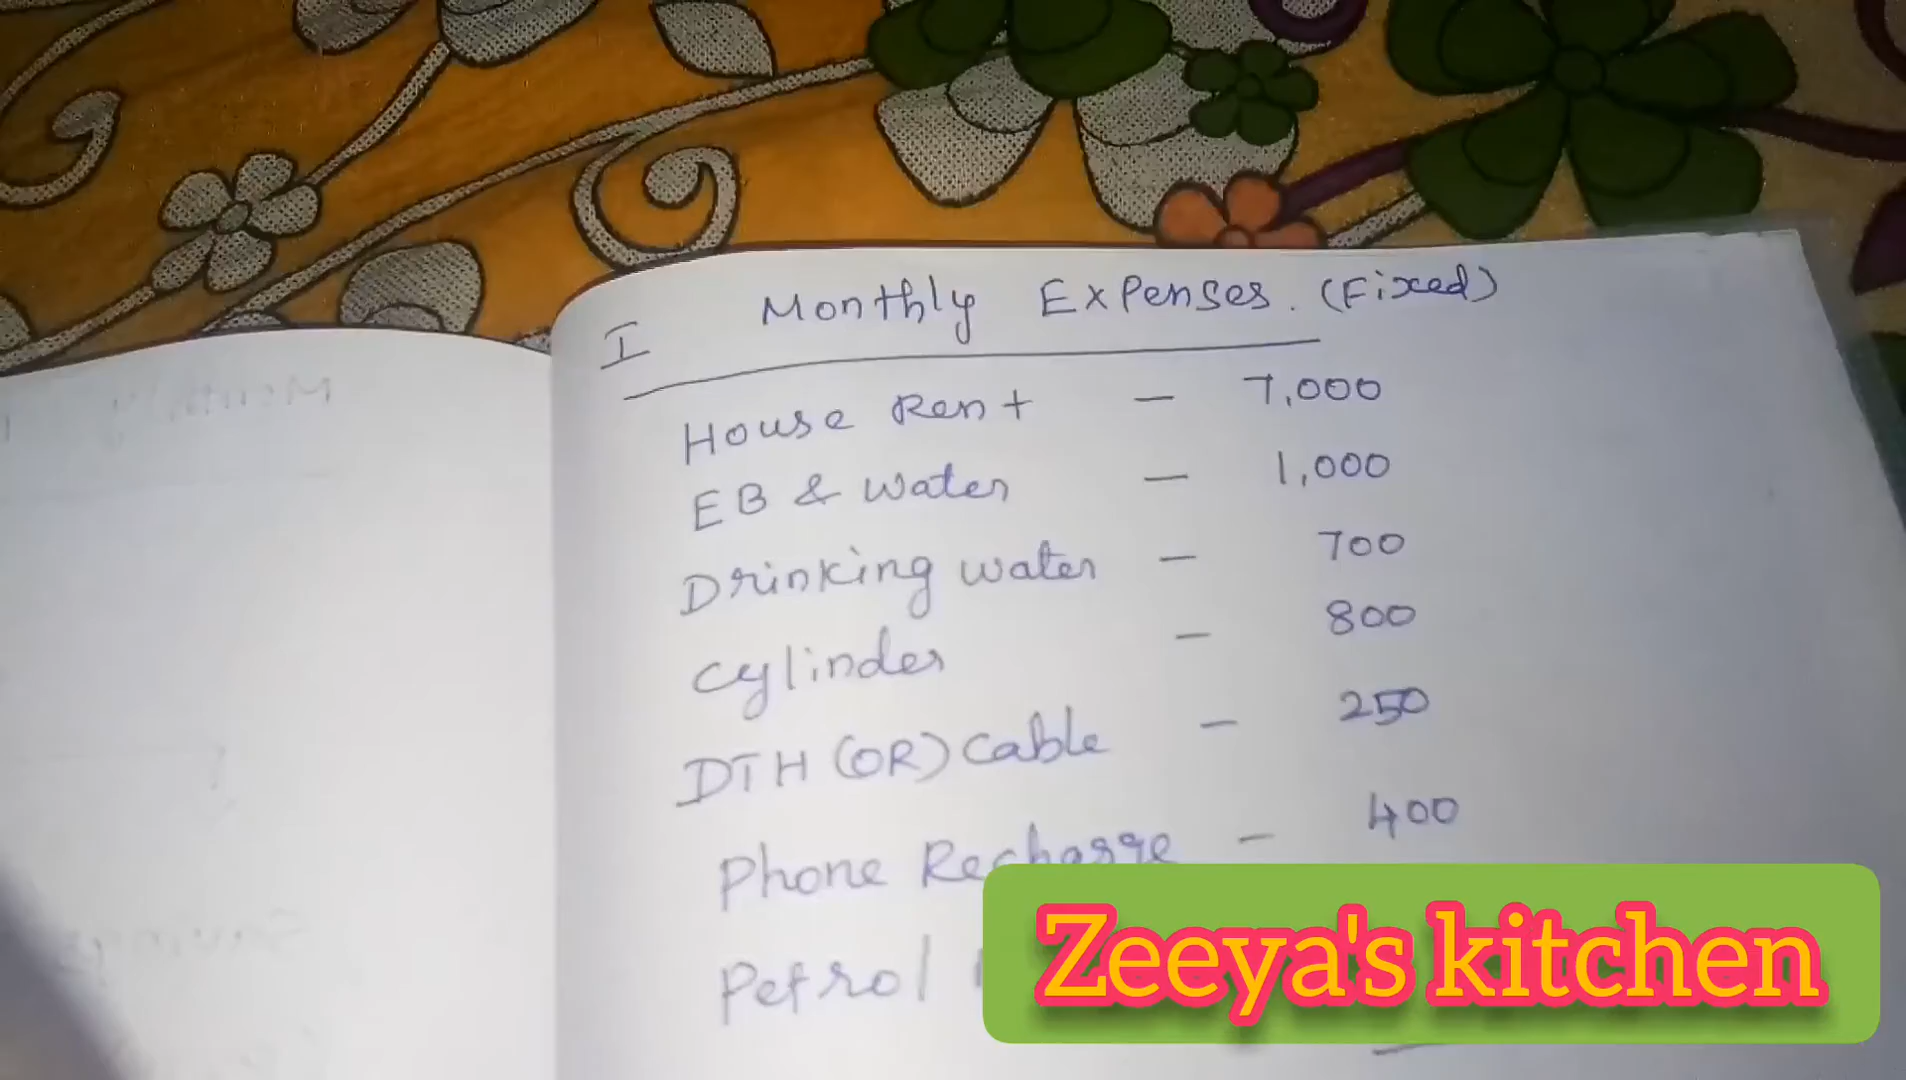 I Monthly Expenses. (Fixed)
House Rent - 7,000
EB & Water - 1,000
Drinking water - 700
Cylinder - 800
DTH (OR) Cable - 250
Phone Recharge - 400
Petrol
Zeeya's kitchen